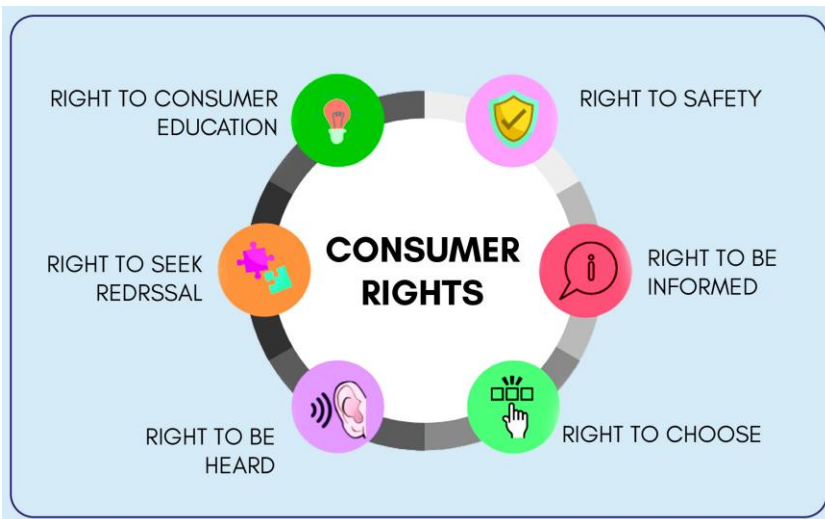 RIGHT TO CONSUMER
EDUCATION
RIGHT TO SAFETY
CONSUMER
RIGHTS
RIGHT TO SEEK
REDRSSAL
RIGHT TO BE
INFORMED
i
RIGHT TO BE
HEARD
RIGHT TO CHOOSE